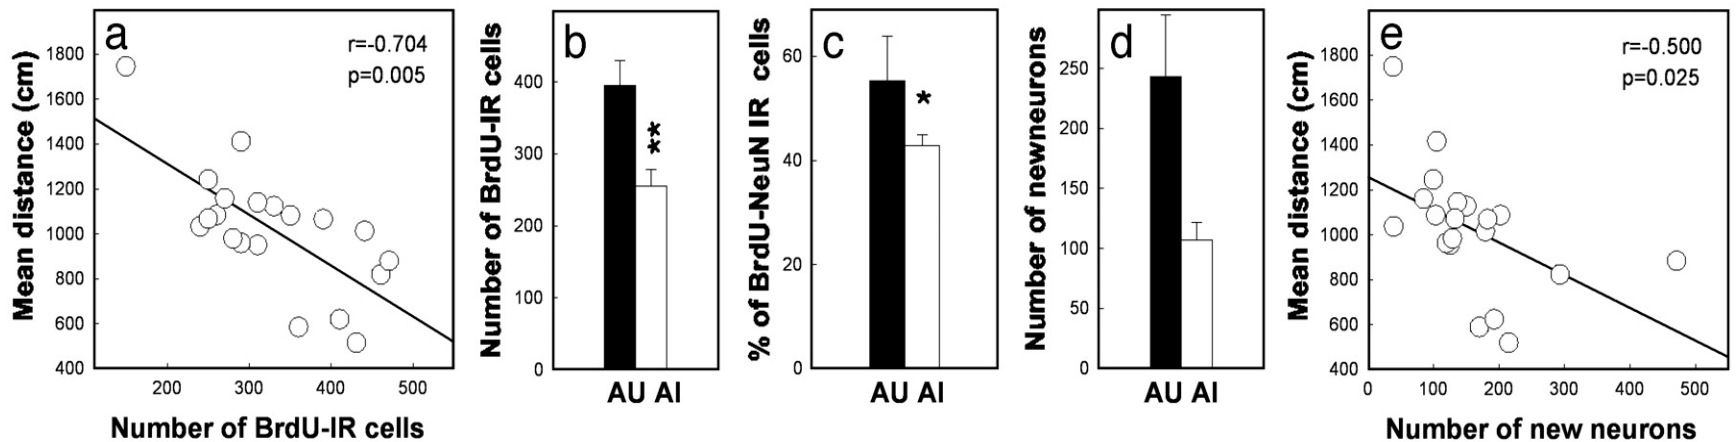 a
r=-0.704
p=0.005
Mean distance (cm)
1800
1600
1400
1200
1000
800
600
400
200 300 400 500
Number of BrdU-IR cells
b
Number of BrdU-IR cells
400
300
200
100
0
**
AU AI
c
% of BrdU-NeuN IR cells
60
40
20
0
*
AU AI
d
Number of newneurons
250
200
150
100
50
0
AU AI
e
r=-0.500
p=0.025
Mean distance (cm)
1800
1600
1400
1200
1000
800
600
400
0 100 200 300 400 500
Number of new neurons